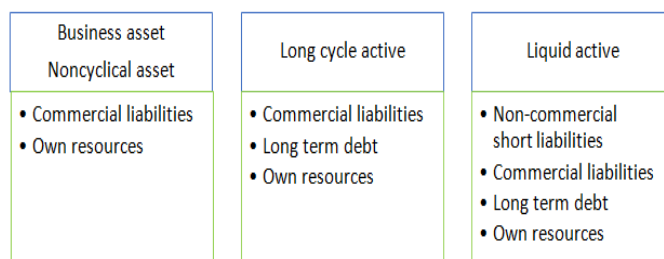 Business asset
Noncyclical asset
• Commercial liabilities
• Own resources
Long cycle active
• Commercial liabilities
• Long term debt
• Own resources
Liquid active
• Non-commercial
short liabilities
• Commercial liabilities
• Long term debt
• Own resources